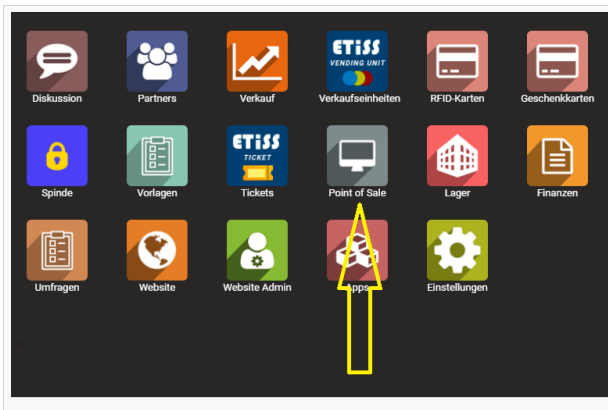 ETiSS
VENDING UNIT
Diskussion
Partners
Verkauf
Verkaufseinheiten
RFID-Karten
Geschenkkarten
ETiSS
TICKET
Spinde
Vorlagen
Tickets
Point of Sale
Lager
Finanzen
Umfragen
Website
Website Admin
Apps
Einstellungen